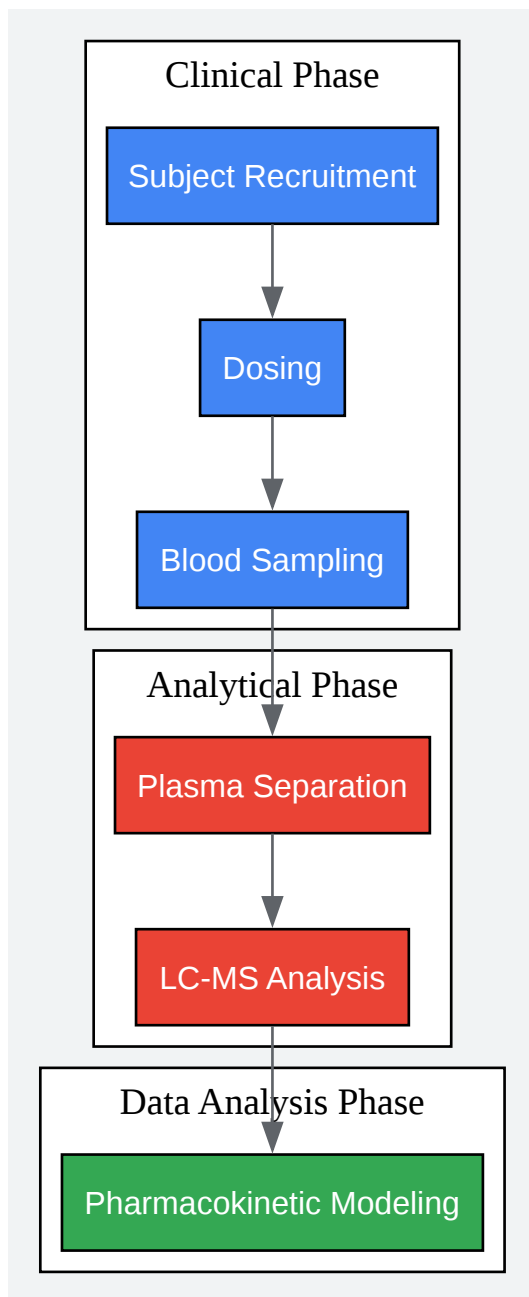 Clinical Phase
Subject Recruitment
Dosing
Blood Sampling
Analytical Phase
Plasma Separation
LC-MS Analysis
Data Analysis Phase
Pharmacokinetic Modeling